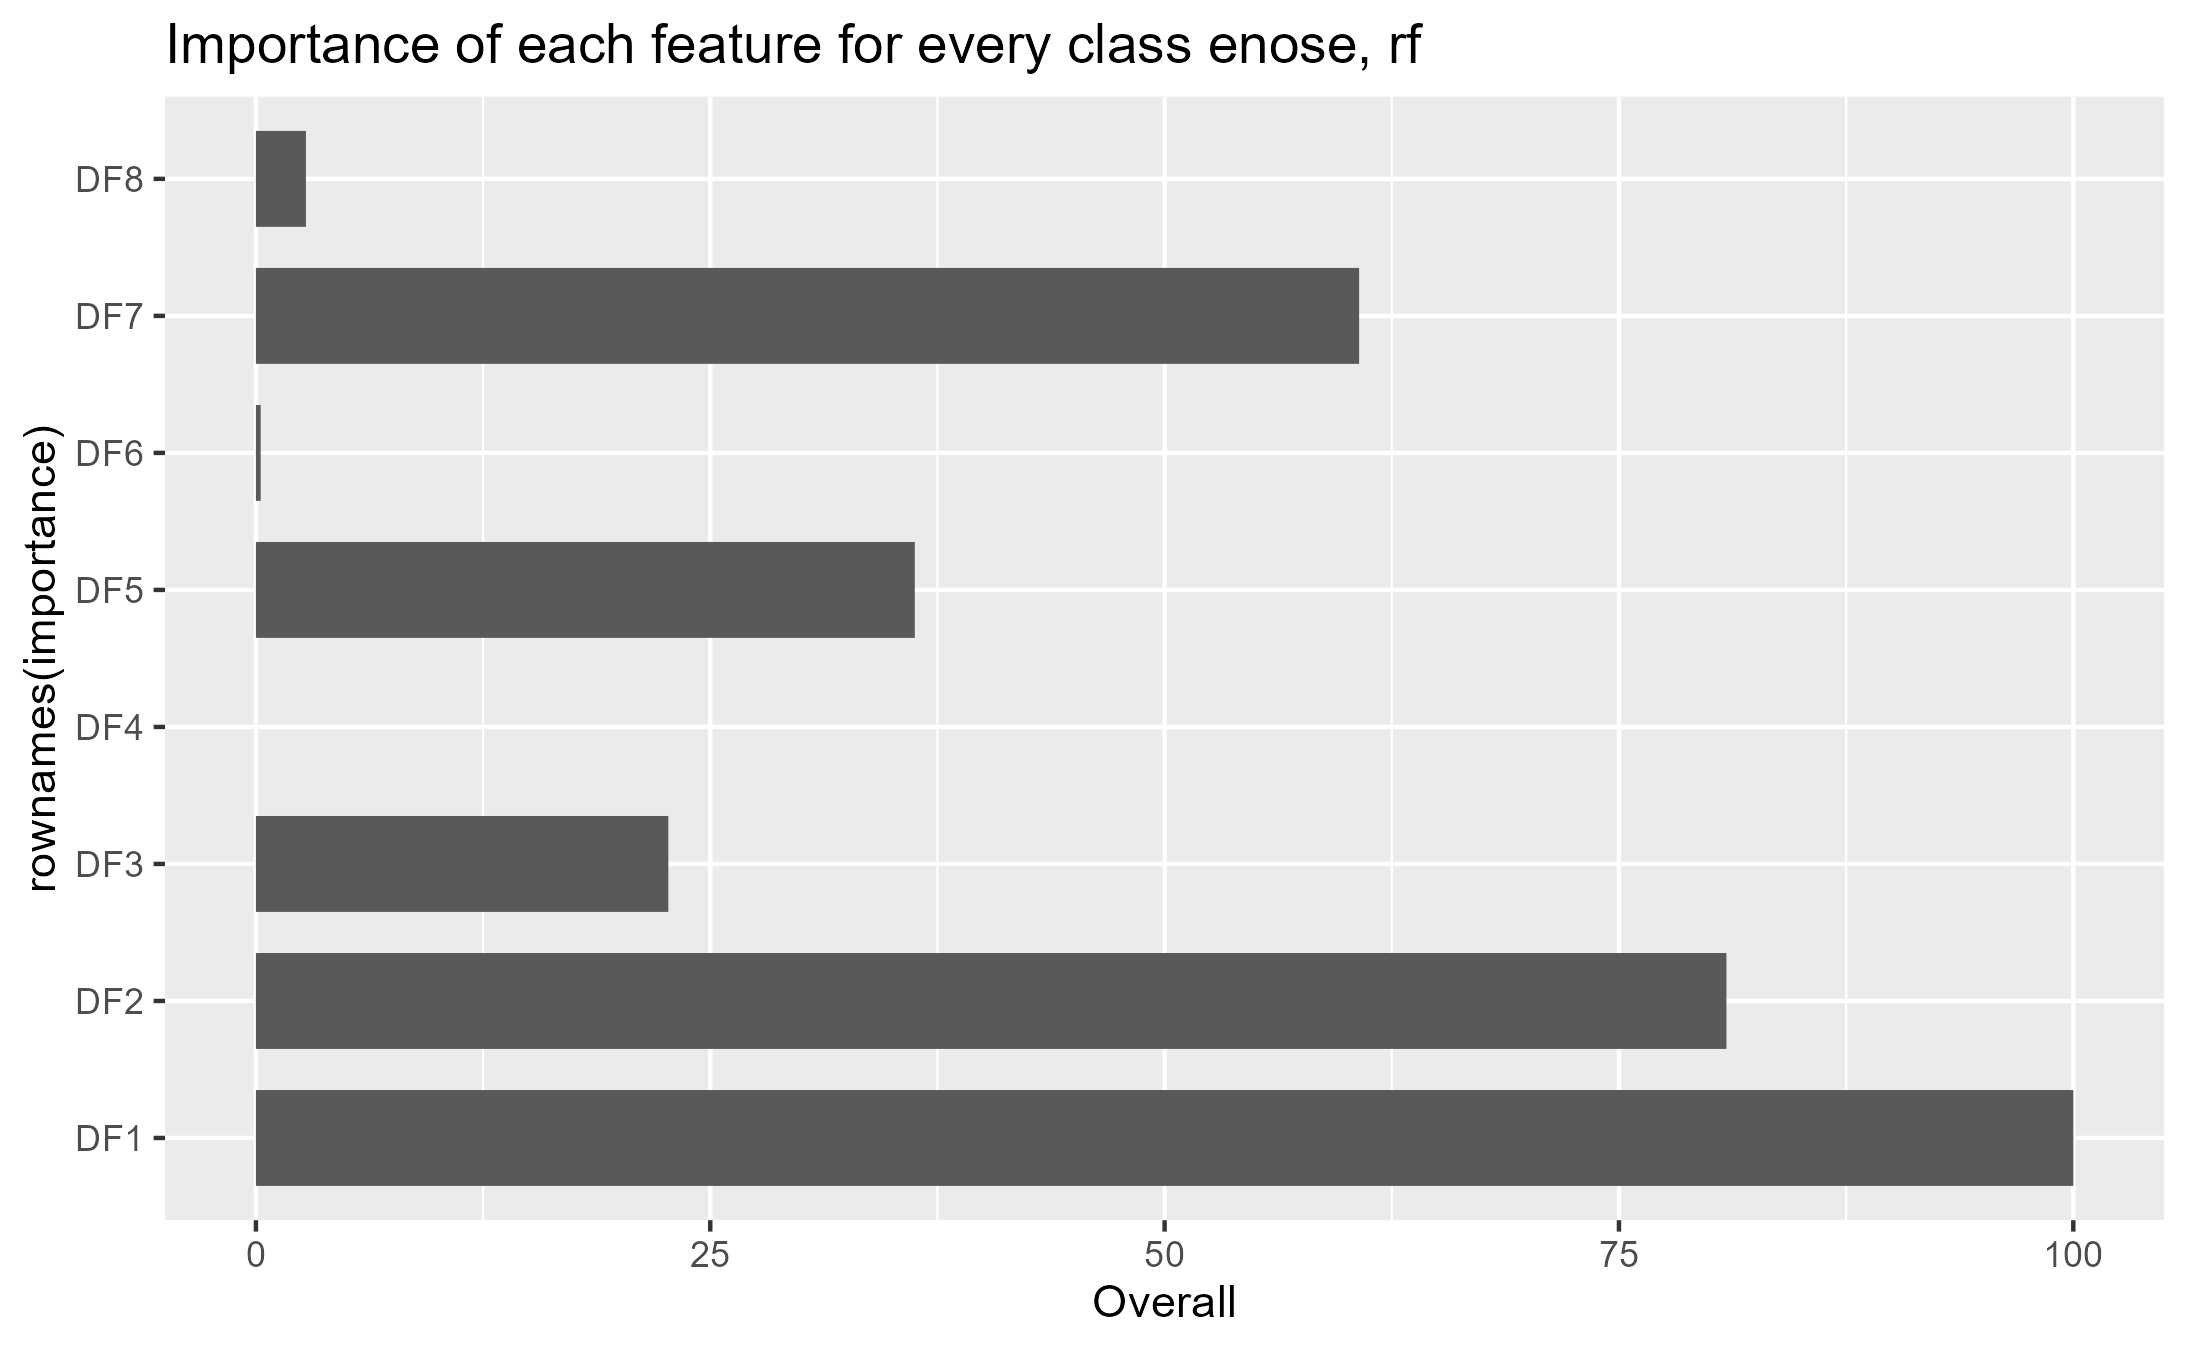 Importance of each feature for every class enose, rf
rownames(importance)
DF8
DF7
DF6
DF5
DF4
DF3
DF2
DF1
0 25 50 75 100
Overall